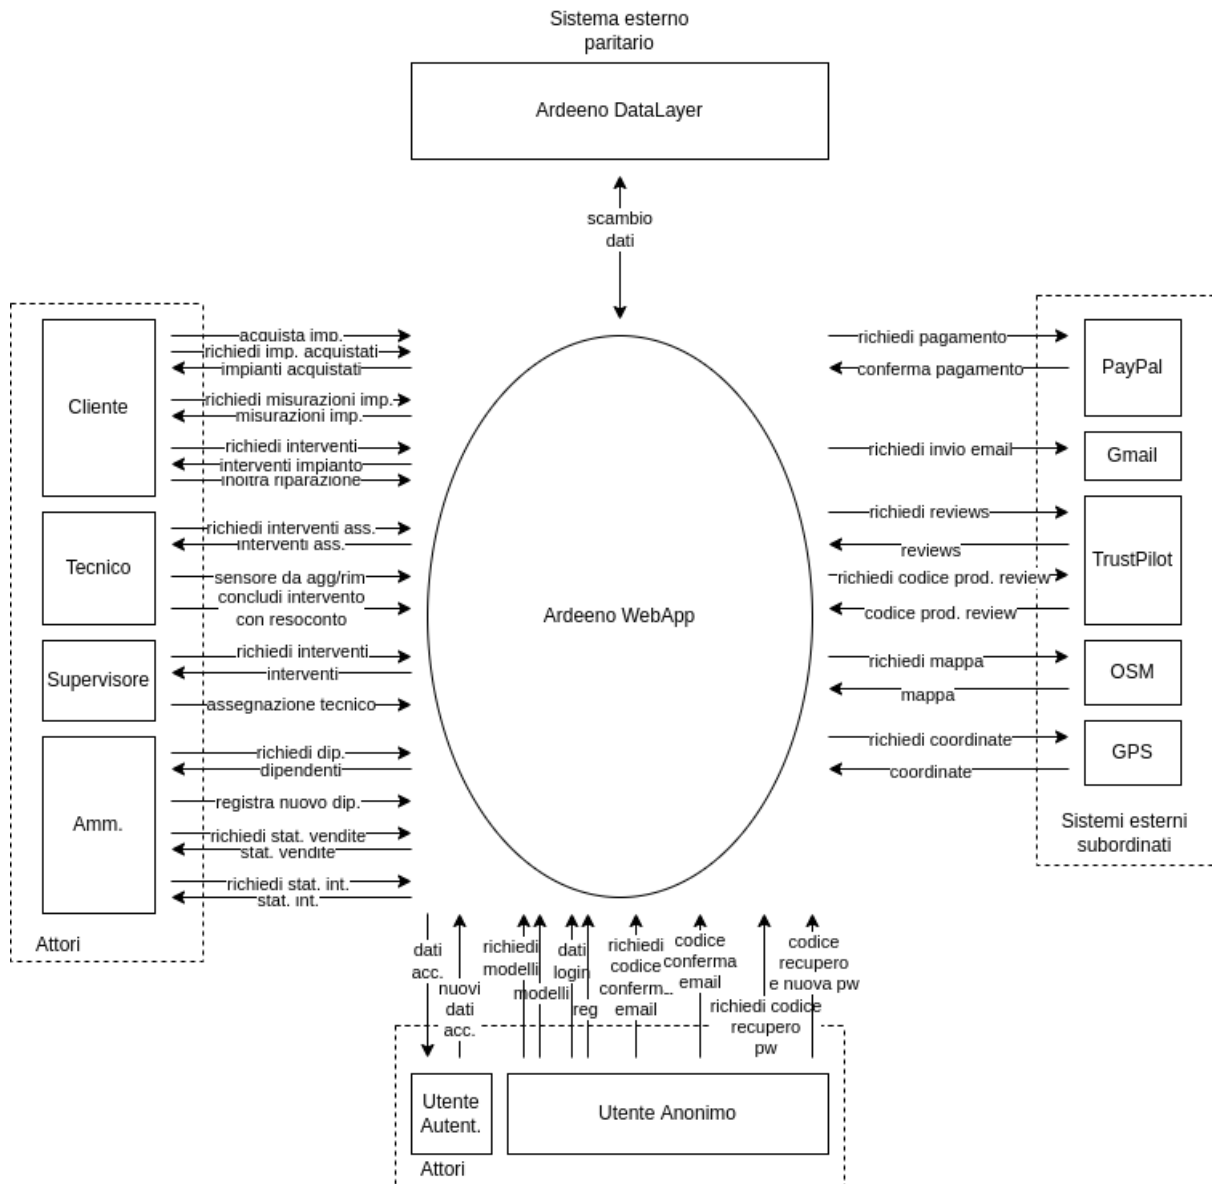 Sistema esterno
paritario
Ardeeno DataLayer
scambio
dati
Cliente
acquista imp.
richiedi imp. acquistati
impianti acquistati
richiedi misurazioni imp.
misurazioni imp.
richiedi interventi
interventi impianto
inoltra riparazione
Tecnico
richiedi interventi ass.
interventi ass.
sensore da agg/rim
concludi intervento
con resoconto
Supervisore
richiedi interventi
interventi
assegnazione tecnico
Amm.
richiedi dip.
dipendenti
registra nuovo dip.
richiedi stat. vendite
stat. vendite
richiedi stat. int.
stat. int.
Attori
Ardeeno WebApp
richiedi pagamento
conferma pagamento
PayPal
richiedi invio email
Gmail
richiedi reviews
reviews
richiedi codice prod. review
codice prod. review
TrustPilot
richiedi mappa
mappa
OSM
richiedi coordinate
coordinate
GPS
Sistemi esterni
subordinati
dati
acc.
nuovi
dati
acc.
richiedi
modelli
modelli
dati
login
reg
richiedi
codice
conferm...
email
codice
conferma
email
richiedi codice
recupero
pw
codice
recupero
e nuova pw
Utente
Autent.
Utente Anonimo
Attori